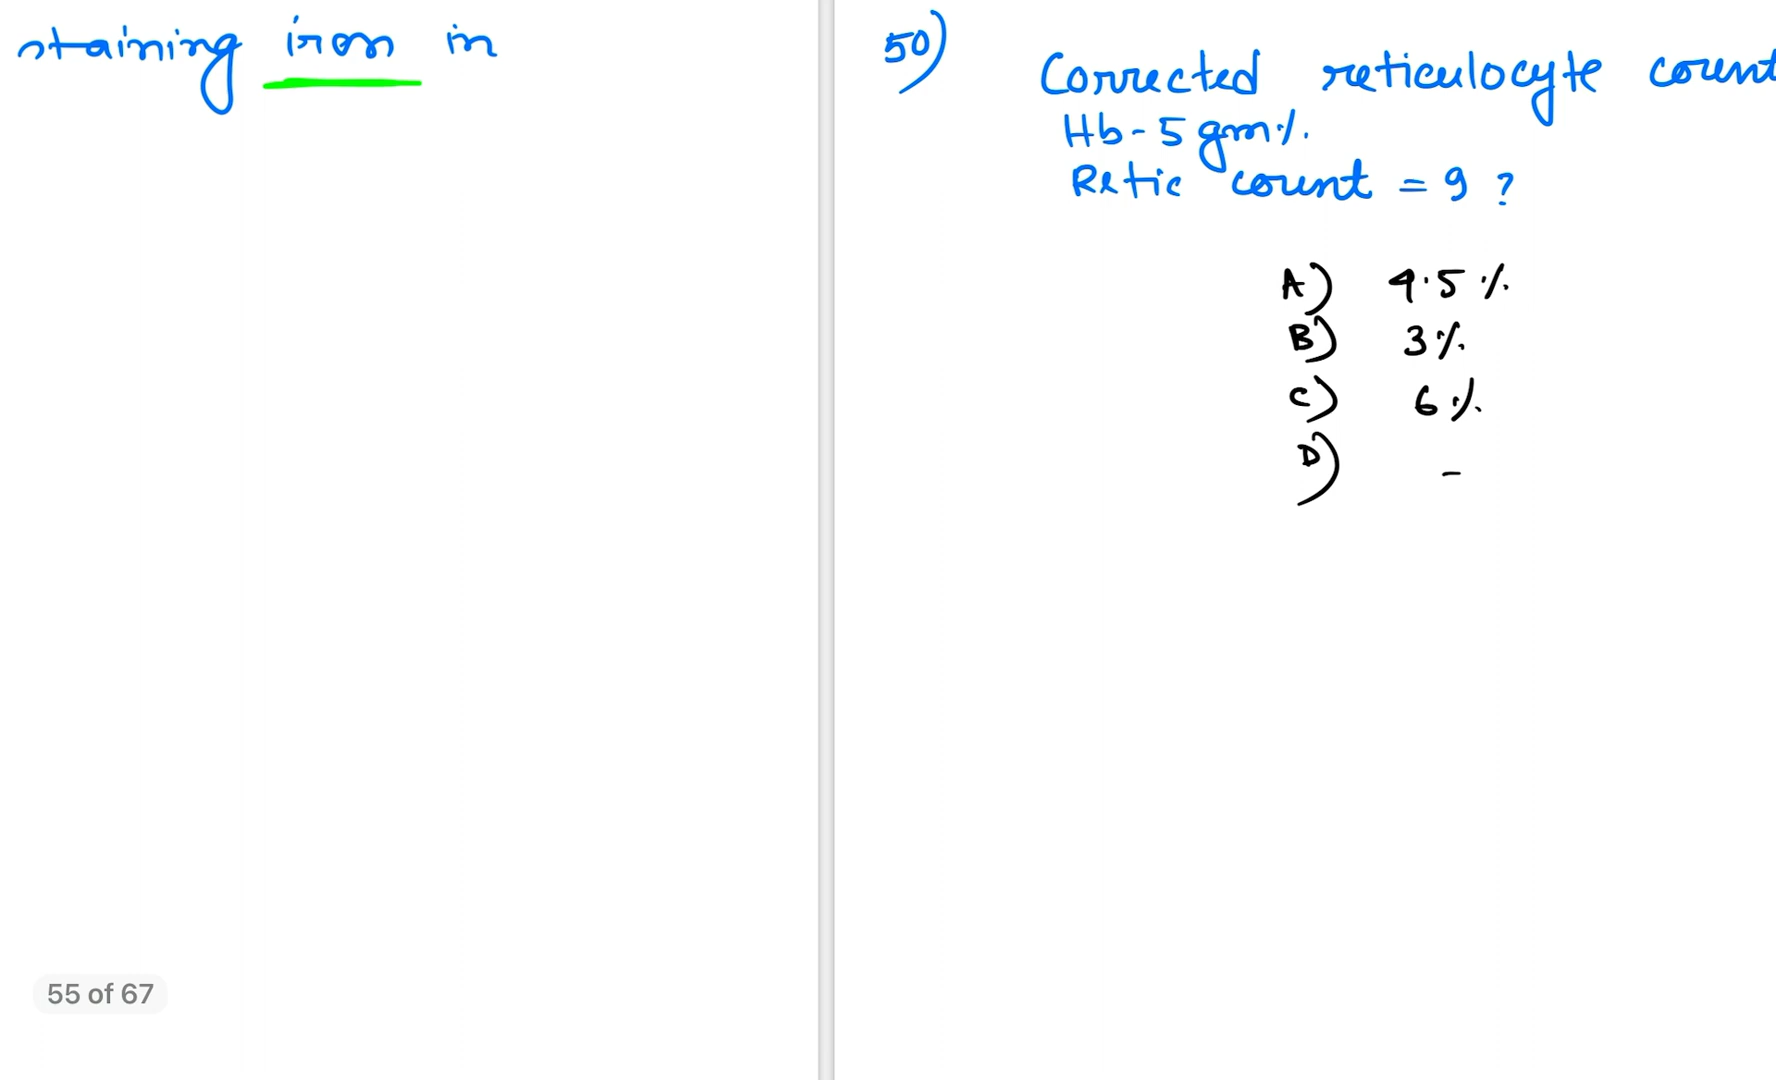 staining iron in
50)
Corrected reticulocyte count
Hb - 5 gm%.
Retic count = 9 ?
A) 4.5 %
B) 3 %
C) 6 %
D) -
55 of 67